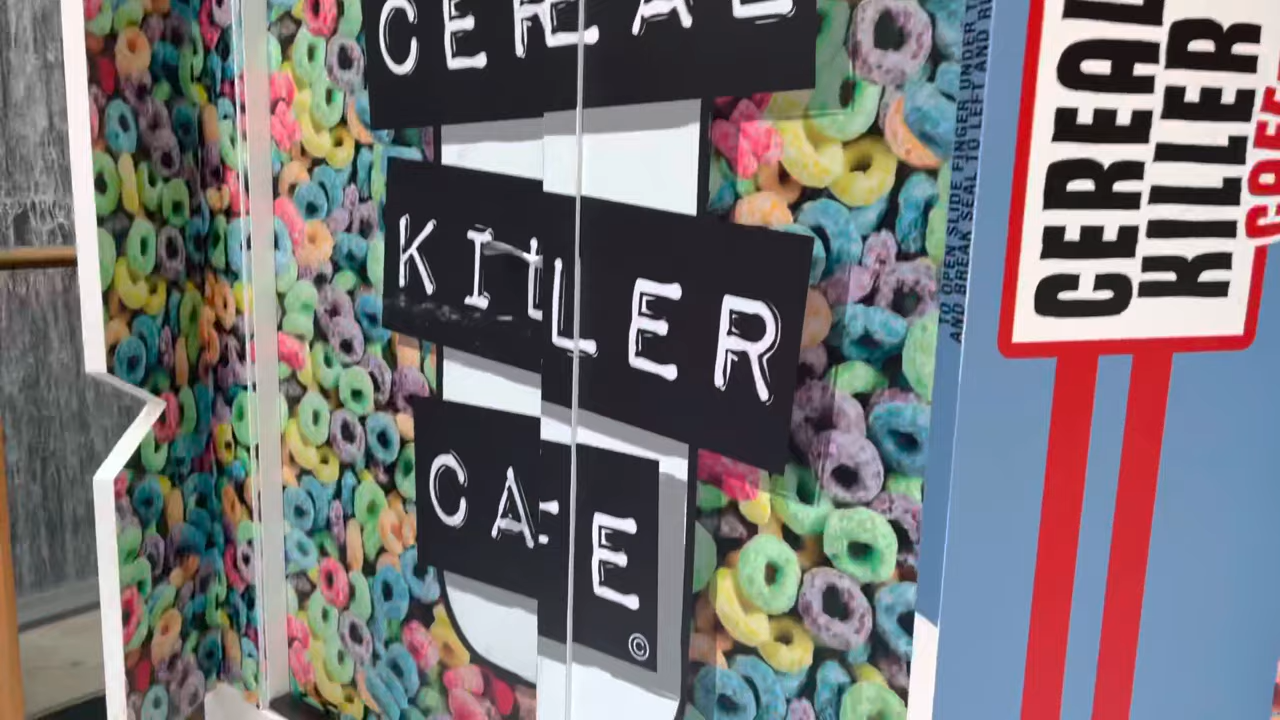 CEREAL
KILLER
CAFE
©
TO OPEN SLIDE FINGER UNDER
AND BREAK SEAL TO LEFT AND
CEREAL
KILLER